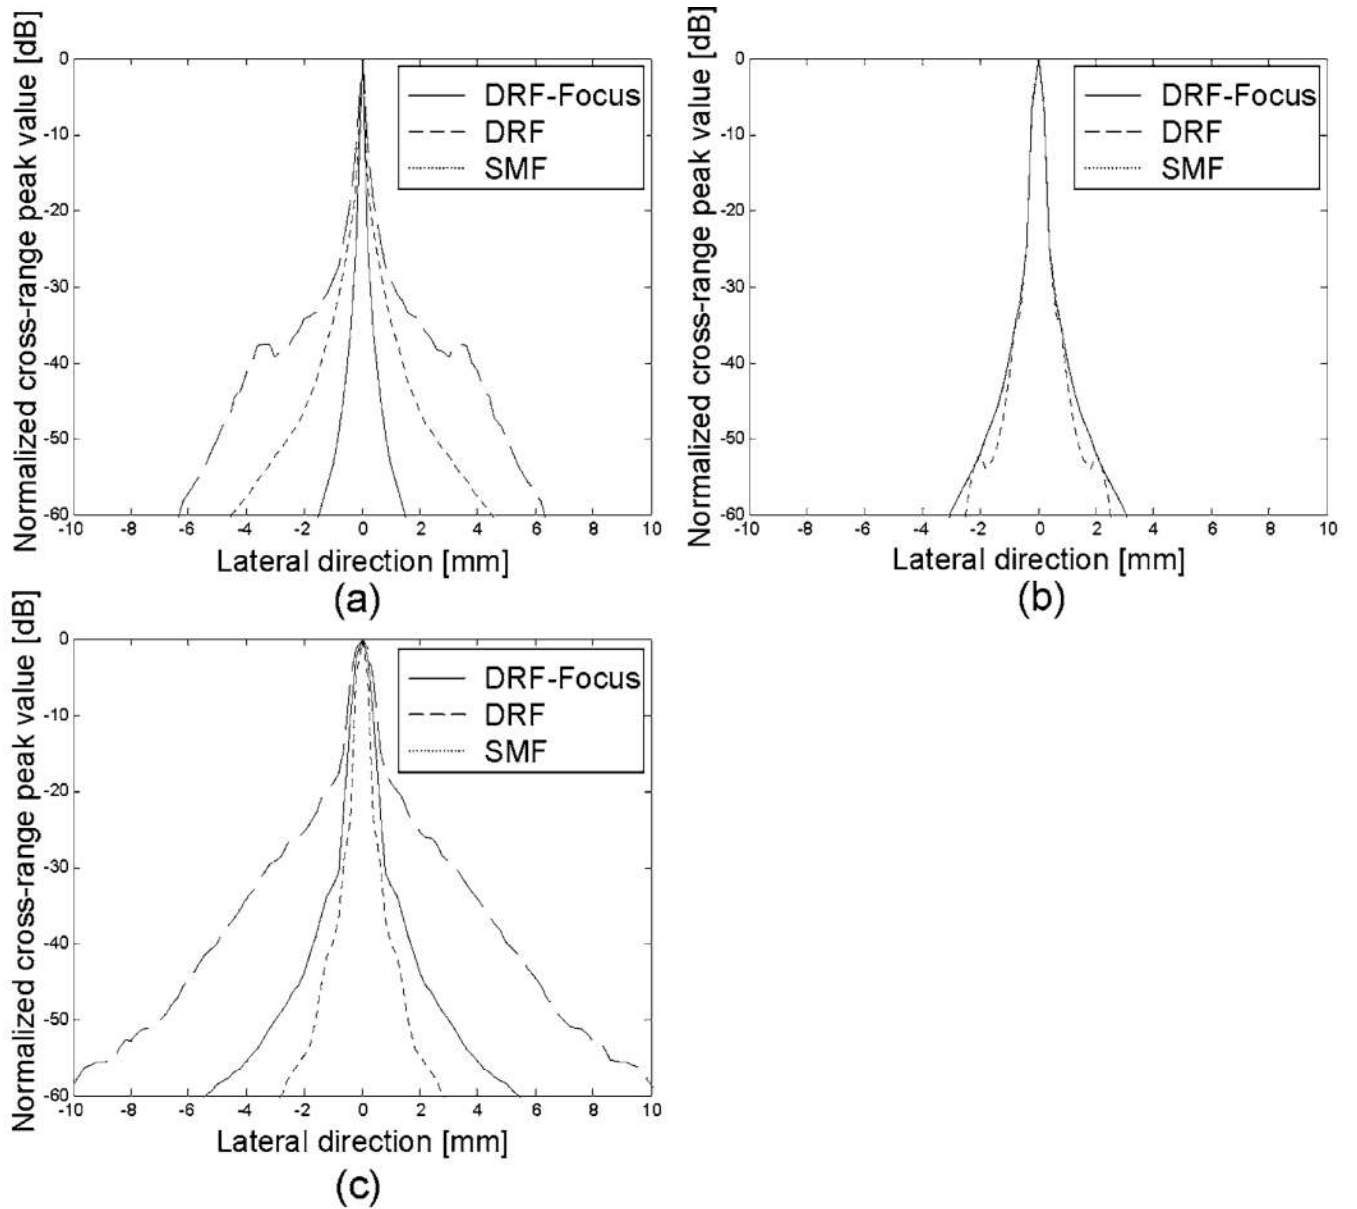 Normalized cross-range peak value [dB]
0
-10
-20
-30
-40
-50
-60
-10 -8 -6 -4 -2 0 2 4 6 8 10
DRF-Focus
DRF
SMF
Lateral direction [mm]
(a)
Normalized cross-range peak value [dB]
0
-10
-20
-30
-40
-50
-60
-10 -8 -6 -4 -2 0 2 4 6 8 10
DRF-Focus
DRF
SMF
Lateral direction [mm]
(b)
Normalized cross-range peak value [dB]
0
-10
-20
-30
-40
-50
-60
-10 -8 -6 -4 -2 0 2 4 6 8 10
DRF-Focus
DRF
SMF
Lateral direction [mm]
(c)